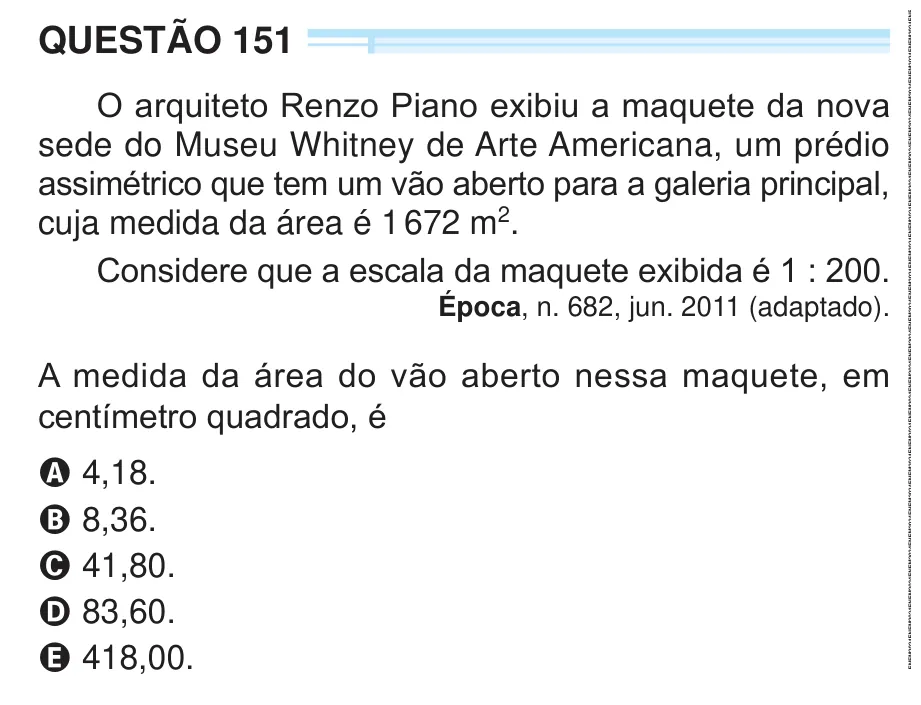 QUESTÃO 151
O arquiteto Renzo Piano exibiu a maquete da nova
sede do Museu Whitney de Arte Americana, um prédio
assimétrico que tem um vão aberto para a galeria principal,
cuja medida da área é 1 672 m².
Considere que a escala da maquete exibida é 1 : 200.
Época, n. 682, jun. 2011 (adaptado).
A medida da área do vão aberto nessa maquete, em
centímetro quadrado, é
A 4,18.
B 8,36.
C 41,80.
D 83,60.
E 418,00.